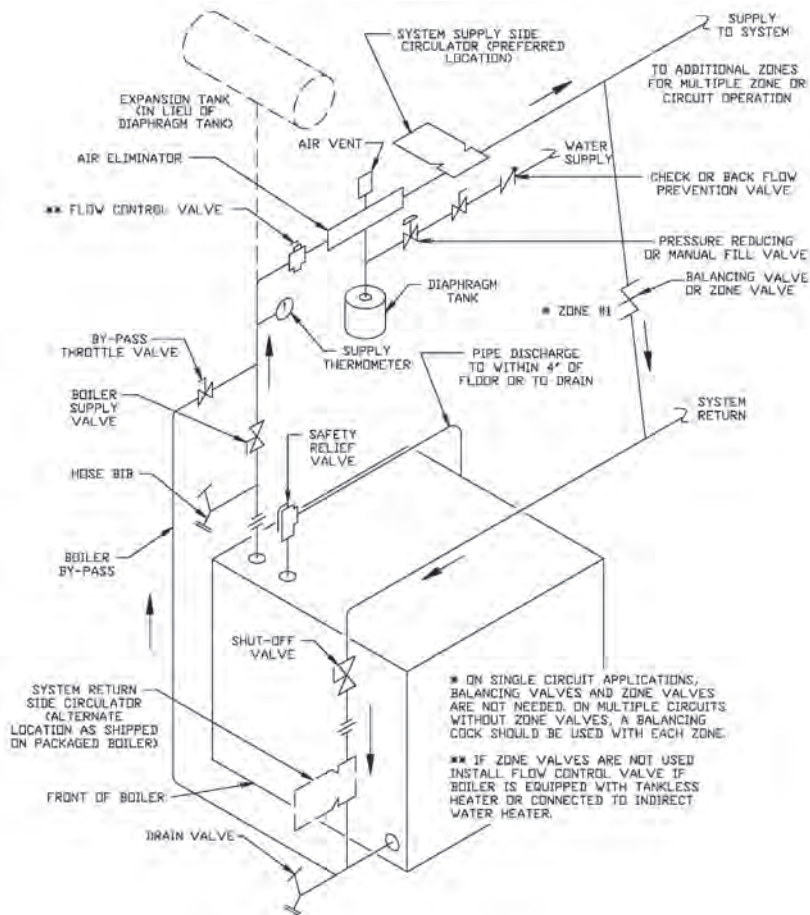 SUPPLY
TO SYSTEM
SYSTEM SUPPLY SIDE
CIRCULATOR (PREFERRED
LOCATION)
TO ADDITIONAL ZONES
FOR MULTIPLE ZONE OR
CIRCUIT OPERATION
EXPANSION TANK
(IN LIEU OF
DIAPHRAGM TANK)
AIR VENT
WATER
SUPPLY
AIR ELIMINATOR
CHECK OR BACK FLOW
PREVENTION VALVE
** FLOW CONTROL VALVE
PRESSURE REDUCING
OR MANUAL FILL VALVE
DIAPHRAGM
TANK
BALANCING VALVE
OR ZONE VALVE
* ZONE #1
BY-PASS
THROTTLE VALVE
SUPPLY
THERMOMETER
PIPE DISCHARGE
TO WITHIN 4" OF
FLOOR OR TO DRAIN
BOILER
SUPPLY
VALVE
SYSTEM
RETURN
SAFETY
RELIEF
VALVE
HOSE BIB
BOILER
BY-PASS
SHUT-OFF
VALVE
SYSTEM RETURN
SIDE CIRCULATOR
(ALTERNATE
LOCATION AS SHIPPED
ON PACKAGED BOILER)
* ON SINGLE CIRCUIT APPLICATIONS,
BALANCING VALVES AND ZONE VALVES
ARE NOT NEEDED. ON MULTIPLE CIRCUITS
WITHOUT ZONE VALVES, A BALANCING
COCK SHOULD BE USED WITH EACH ZONE.
** IF ZONE VALVES ARE NOT USED
INSTALL FLOW CONTROL VALVE IF
BOILER IS EQUIPPED WITH TANKLESS
HEATER OR CONNECTED TO INDIRECT
WATER HEATER.
FRONT OF BOILER
DRAIN VALVE